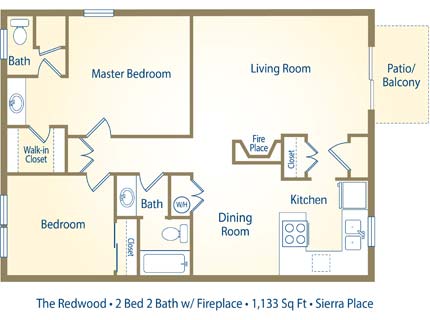 Bath
Master Bedroom
Living Room
Patio/
Balcony
Walk-in
Closet
Fire
Place
Closet
Bedroom
Bath
W/H
Kitchen
Dining
Room
Closet
The Redwood • 2 Bed 2 Bath w/ Fireplace • 1,133 Sq Ft • Sierra Place